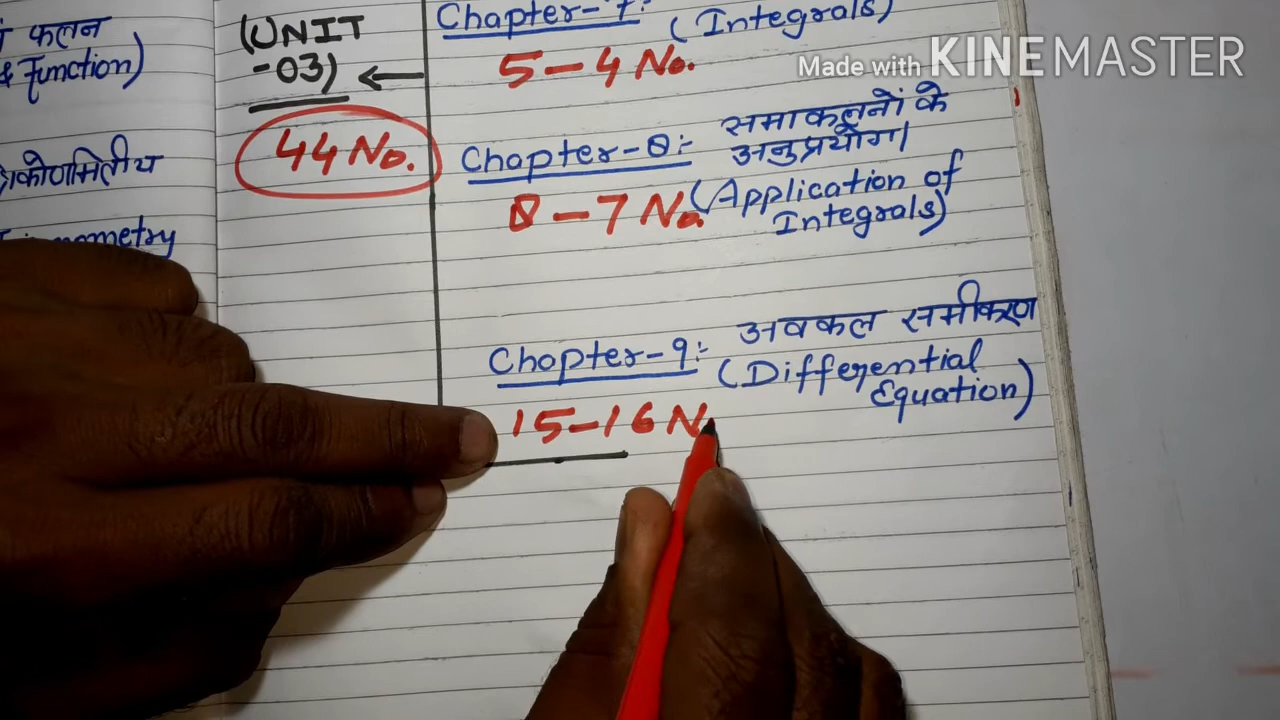 फलन
& Function)
त्रिकोणमितीय
(UNIT
-03) ←
44 No.
Chapter-7:
(Integrals)
5-4 No.
Chapter-8:- समाकलनों के
अनुप्रयोग।
(Application of
Integrals)
8-7 No.
Chapter-9:- अवकल समीकरण
(Differential
Equation)
15-16 N
Made with KINEMASTER